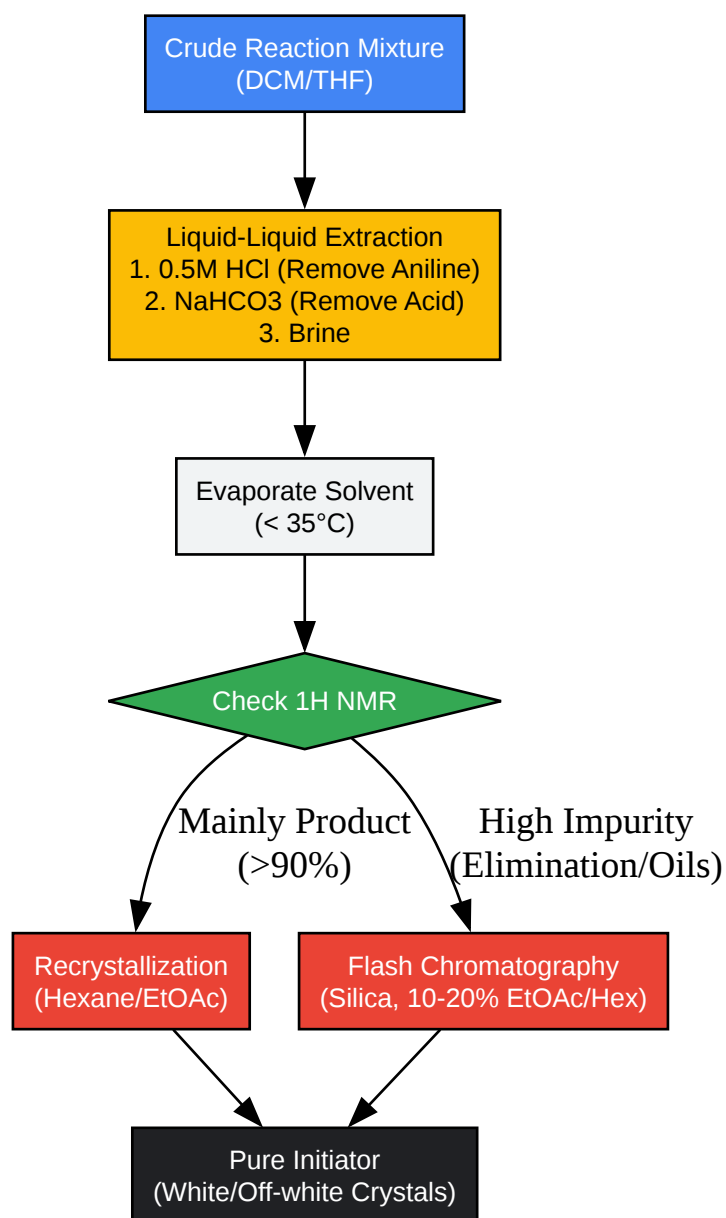 Crude Reaction Mixture
(DCM/THF)
Liquid-Liquid Extraction
1. 0.5M HCl (Remove Aniline)
2. NaHCO3 (Remove Acid)
3. Brine
Evaporate Solvent
(< 35°C)
Check 1H NMR
Mainly Product
(>90%)
High Impurity
(Elimination/Oils)
Recrystallization
(Hexane/EtOAc)
Flash Chromatography
(Silica, 10-20% EtOAc/Hex)
Pure Initiator
(White/Off-white Crystals)